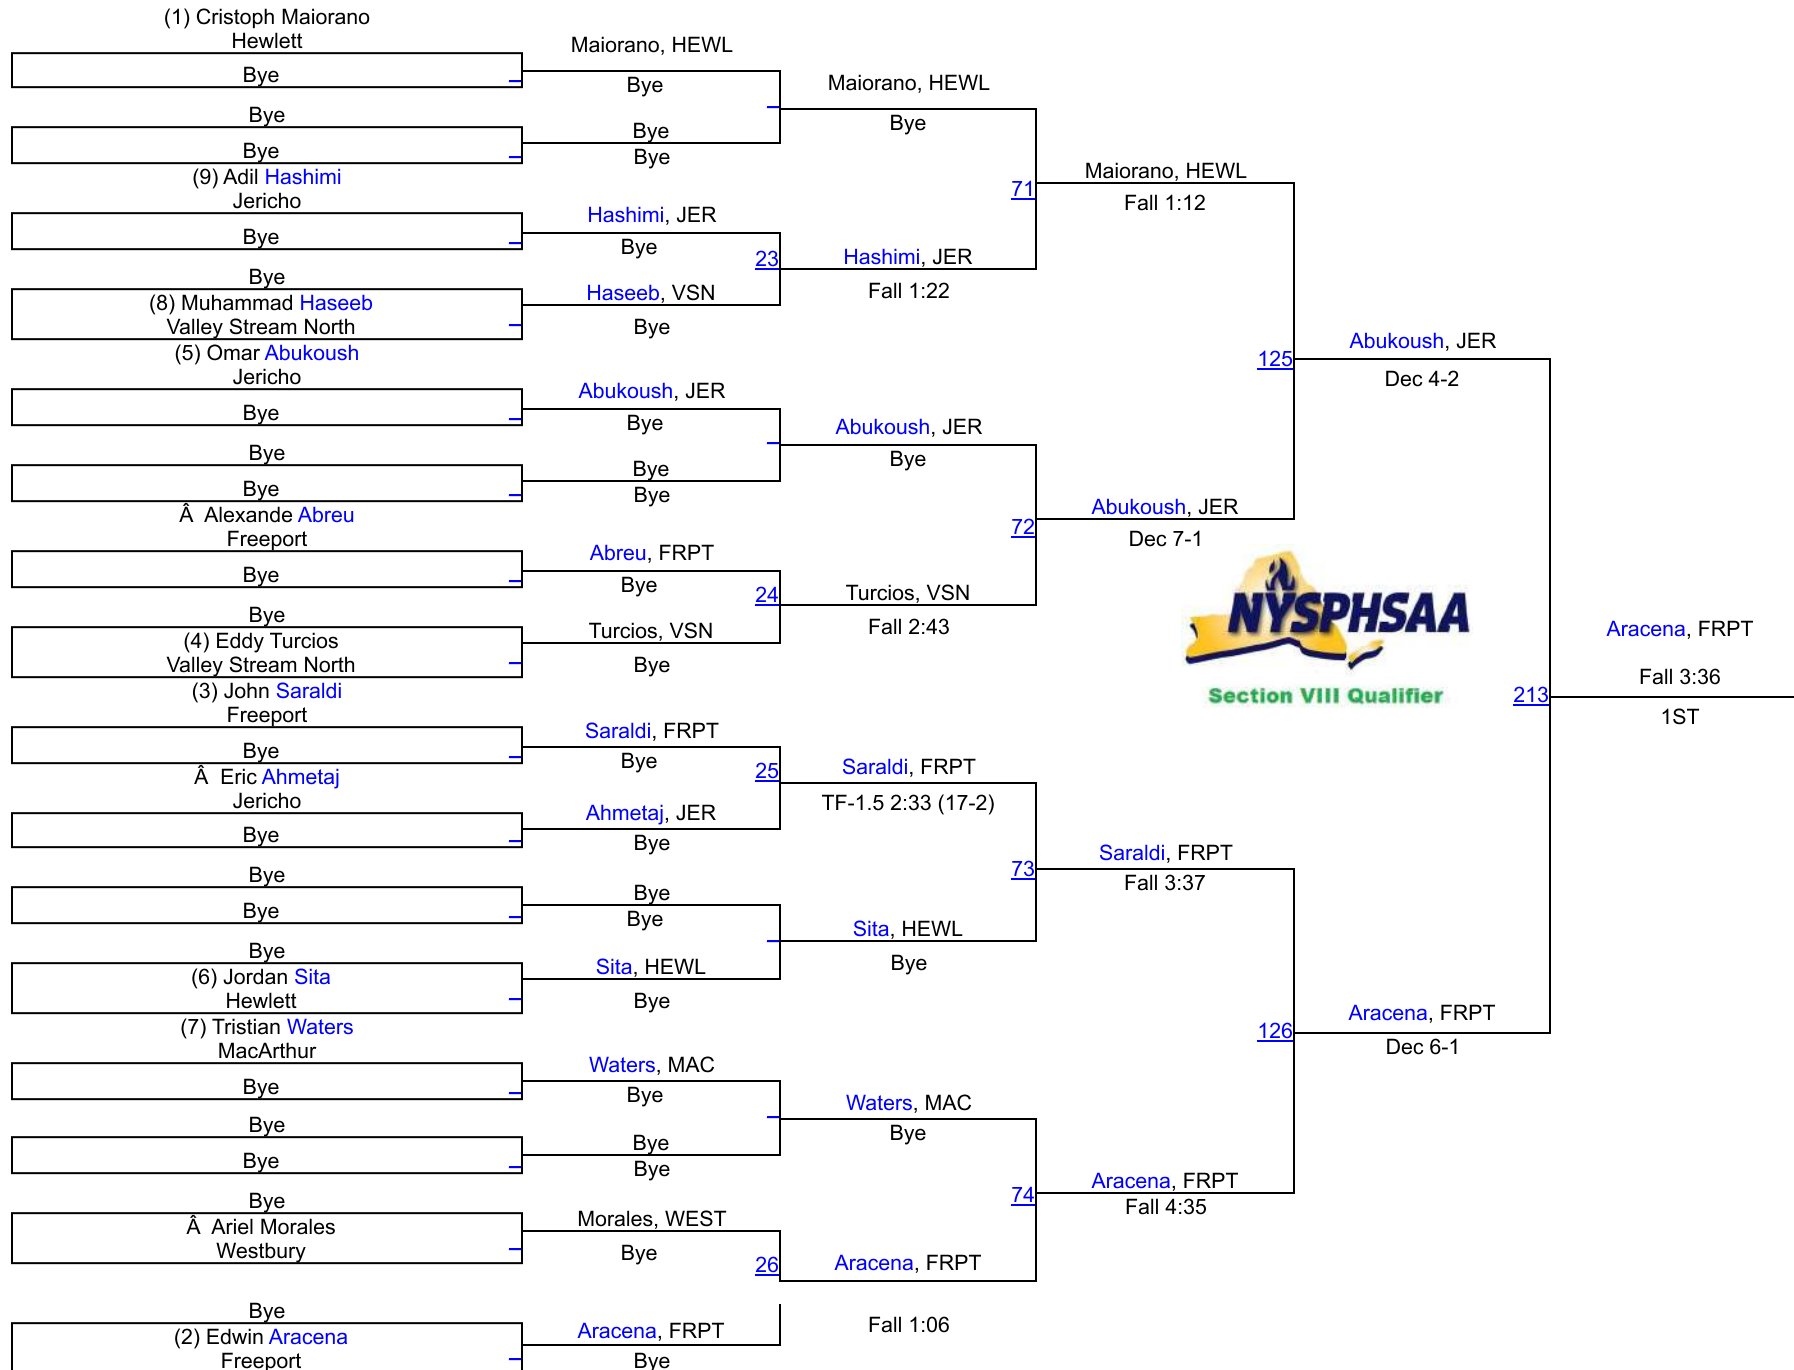 (1) Cristoph Maiorano
Hewlett
Bye
Bye
Bye
(9) Adil Hashimi
Jericho
Bye
Bye
(8) Muhammad Haseeb
Valley Stream North
(5) Omar Abukoush
Jericho
Bye
Bye
Bye
Â Alexande Abreu
Freeport
Bye
Bye
(4) Eddy Turcios
Valley Stream North
(3) John Saraldi
Freeport
Bye
Â Eric Ahmetaj
Jericho
Bye
Bye
Bye
Bye
(6) Jordan Sita
Hewlett
(7) Tristian Waters
MacArthur
Bye
Bye
Bye
Bye
Â Ariel Morales
Westbury
Bye
(2) Edwin Aracena
Freeport
Maiorano, HEWL
Bye
Bye
Bye
Hashimi, JER
Bye
23
Haseeb, VSN
Bye
Abukoush, JER
Bye
Bye
Bye
Abreu, FRPT
Bye
24
Turcios, VSN
Bye
Saraldi, FRPT
Bye
25
Ahmetaj, JER
Bye
Bye
Bye
Sita, HEWL
Bye
Waters, MAC
Bye
Bye
Bye
Morales, WEST
Bye
26
Aracena, FRPT
Bye
Maiorano, HEWL
Bye
71
Hashimi, JER
Fall 1:22
Abukoush, JER
Bye
72
Turcios, VSN
Fall 2:43
Saraldi, FRPT
TF-1.5 2:33 (17-2)
73
Sita, HEWL
Bye
Waters, MAC
Bye
74
Aracena, FRPT
Fall 1:06
Maiorano, HEWL
Fall 1:12
125
Abukoush, JER
Dec 7-1
NYSPHSAA
Section VIII Qualifier
Saraldi, FRPT
Fall 3:37
126
Aracena, FRPT
Fall 4:35
Abukoush, JER
Dec 4-2
213
Aracena, FRPT
Dec 6-1
Aracena, FRPT
Fall 3:36
1ST